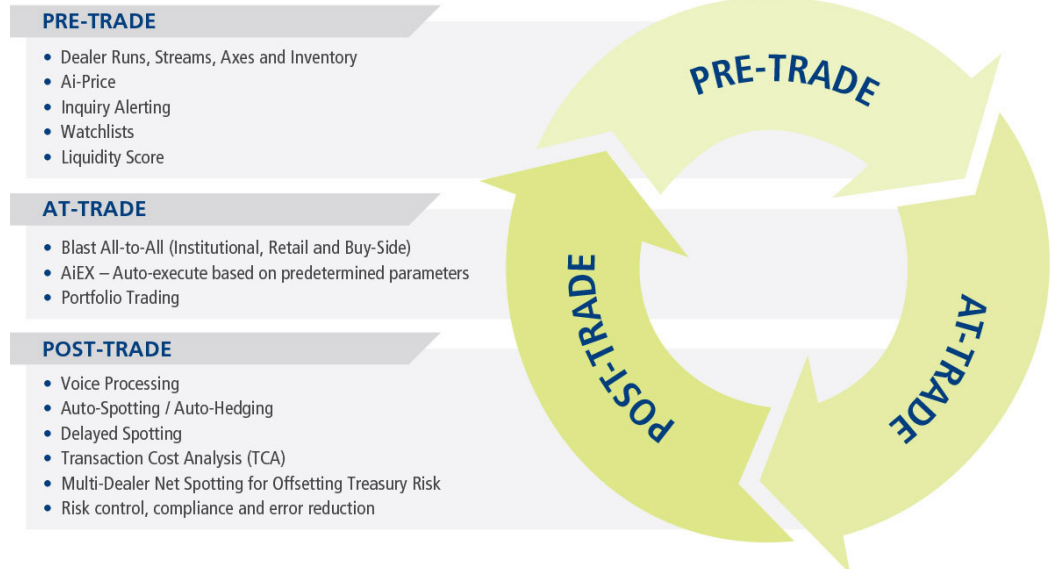 PRE-TRADE
• Dealer Runs, Streams, Axes and Inventory
• Ai-Price
• Inquiry Alerting
• Watchlists
• Liquidity Score
AT-TRADE
• Blast All-to-All (Institutional, Retail and Buy-Side)
• AiEX – Auto-execute based on predetermined parameters
• Portfolio Trading
POST-TRADE
• Voice Processing
• Auto-Spotting / Auto-Hedging
• Delayed Spotting
• Transaction Cost Analysis (TCA)
• Multi-Dealer Net Spotting for Offsetting Treasury Risk
• Risk control, compliance and error reduction
PRE-TRADE
AT-TRADE
POST-TRADE